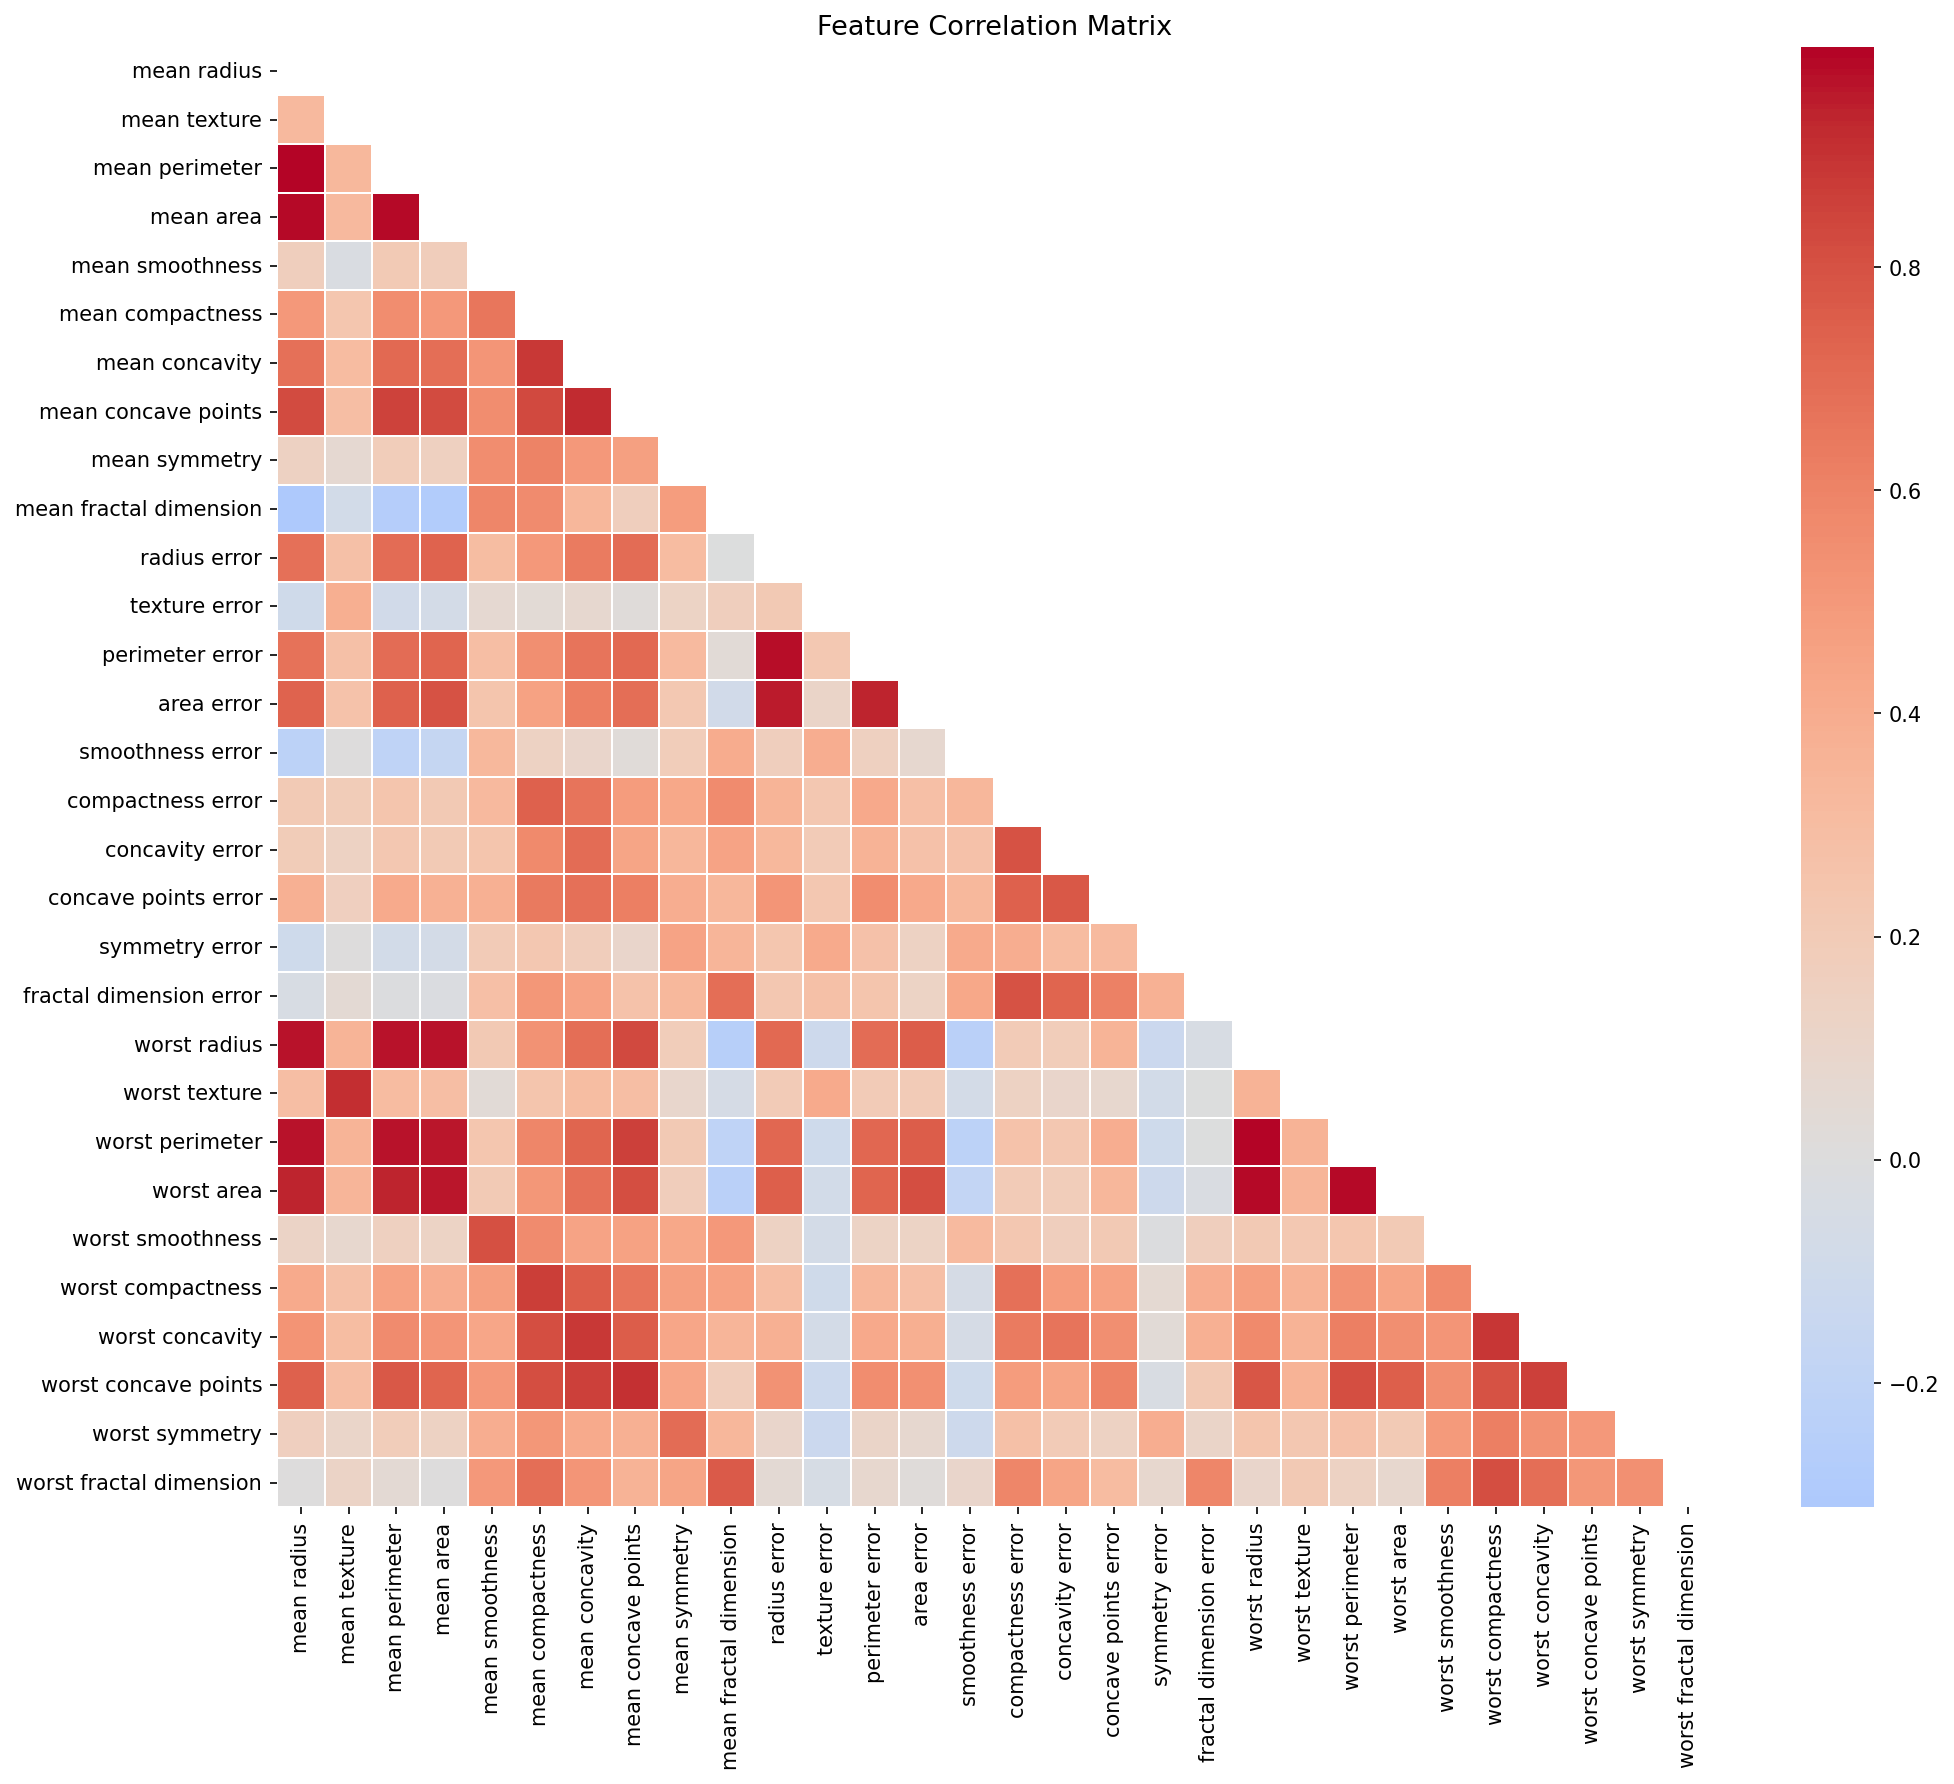 Feature Correlation Matrix
mean radius
mean texture
mean perimeter
mean area
mean smoothness
mean compactness
mean concavity
mean concave points
mean symmetry
mean fractal dimension
radius error
texture error
perimeter error
area error
smoothness error
compactness error
concavity error
concave points error
symmetry error
fractal dimension error
worst radius
worst texture
worst perimeter
worst area
worst smoothness
worst compactness
worst concavity
worst concave points
worst symmetry
worst fractal dimension
mean radius
mean texture
mean perimeter
mean area
mean smoothness
mean compactness
mean concavity
mean concave points
mean symmetry
mean fractal dimension
radius error
texture error
perimeter error
area error
smoothness error
compactness error
concavity error
concave points error
symmetry error
fractal dimension error
worst radius
worst texture
worst perimeter
worst area
worst smoothness
worst compactness
worst concavity
worst concave points
worst symmetry
worst fractal dimension
0.8
0.6
0.4
0.2
0.0
−0.2